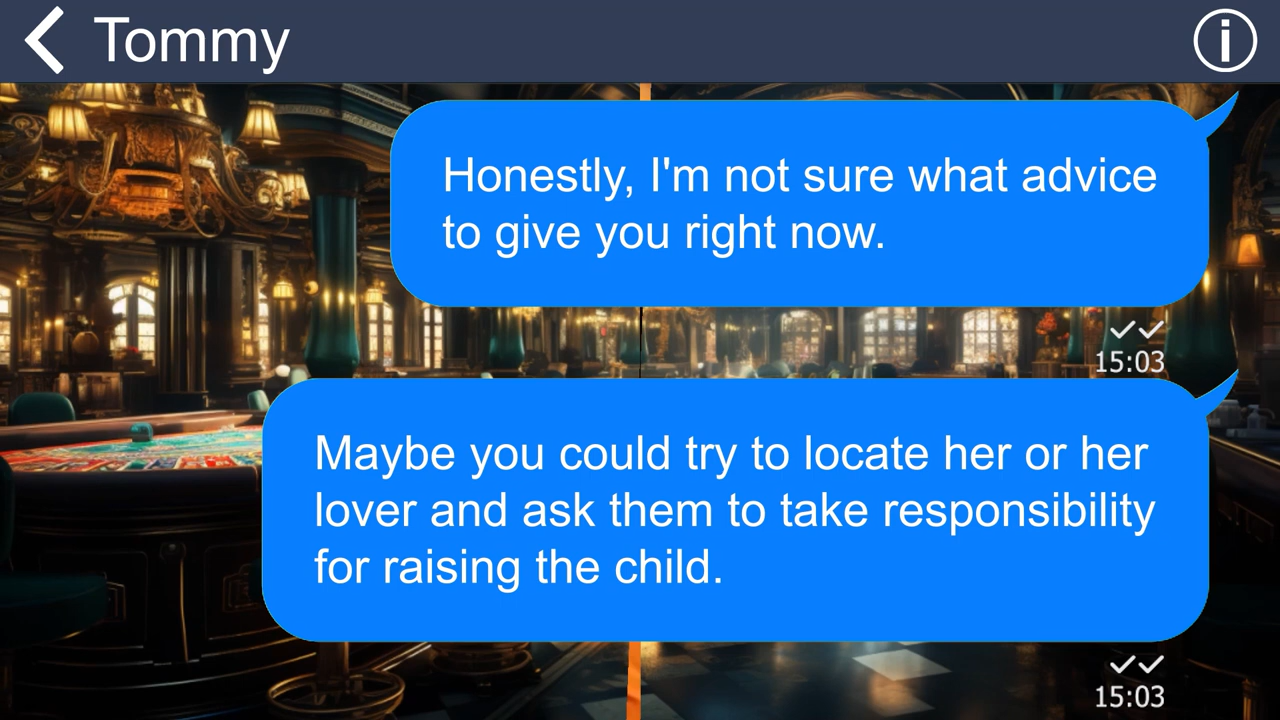 Tommy
Honestly, I'm not sure what advice
to give you right now.
15:03
Maybe you could try to locate her or her
lover and ask them to take responsibility
for raising the child.
15:03